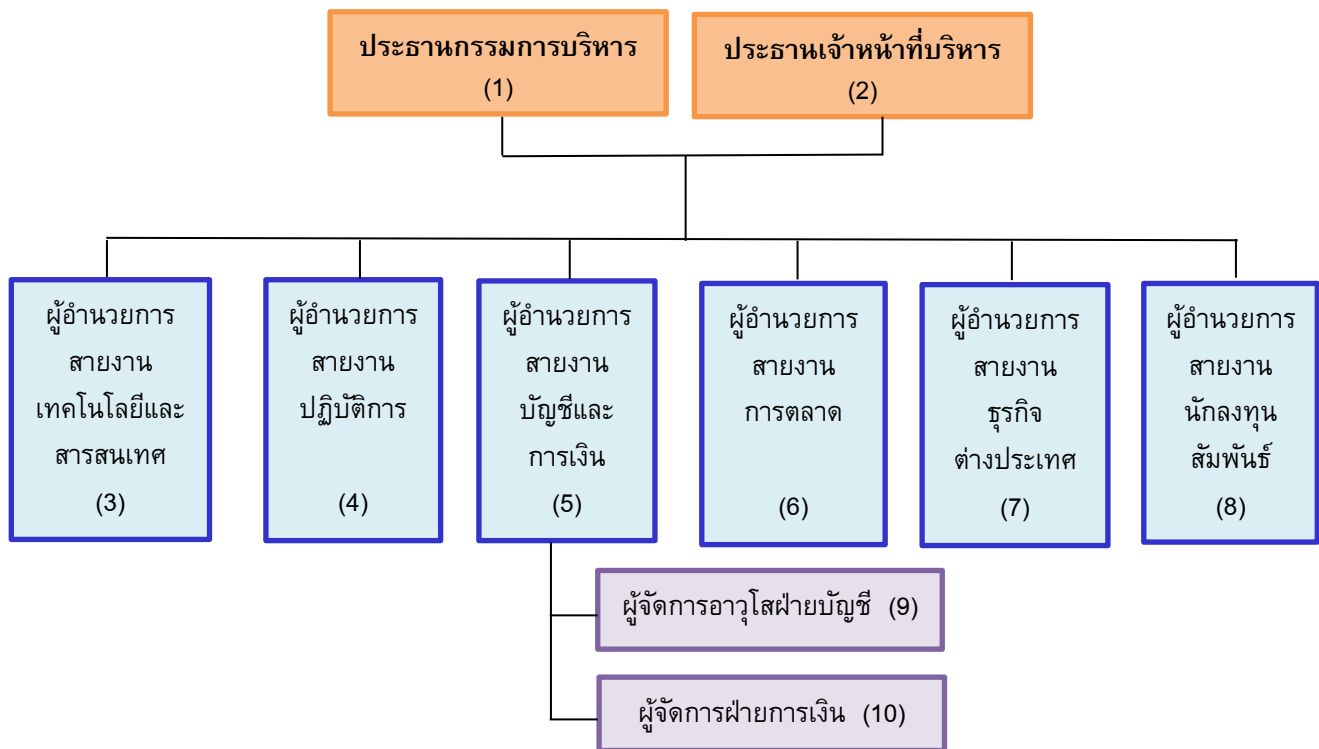 ประธานกรรมการบริหาร
(1)
ประธานเจ้าหน้าที่บริหาร
(2)
ผู้อำนวยการ
สายงาน
เทคโนโลยีและ
สารสนเทศ
(3)
ผู้อำนวยการ
สายงาน
ปฏิบัติการ
(4)
ผู้อำนวยการ
สายงาน
บัญชีและ
การเงิน
(5)
ผู้อำนวยการ
สายงาน
การตลาด
(6)
ผู้อำนวยการ
สายงาน
ธุรกิจ
ต่างประเทศ
(7)
ผู้อำนวยการ
สายงาน
นักลงทุน
สัมพันธ์
(8)
ผู้จัดการอาวุโสฝ่ายบัญชี (9)
ผู้จัดการฝ่ายการเงิน (10)